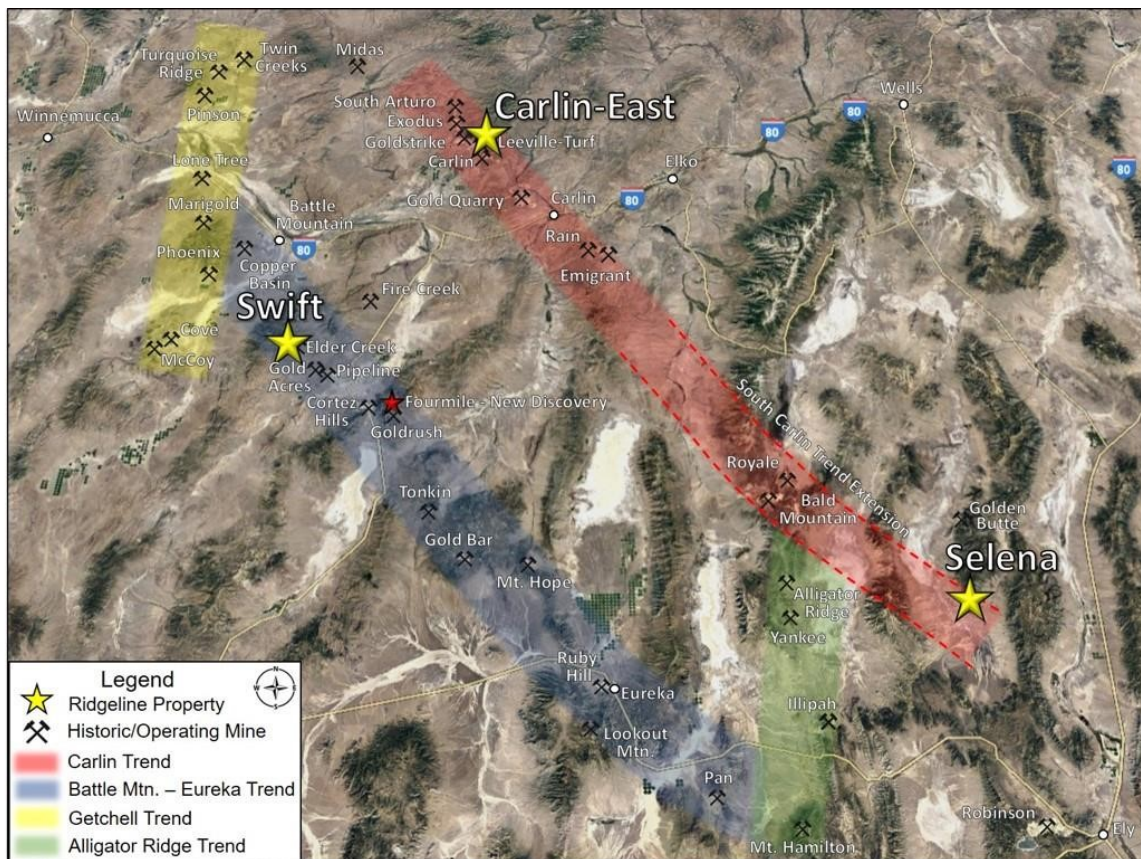 Twin
Creeks
Midas
Turquoise
Ridge
Pinson
Winnemucca
South Arturo
Exodus
Goldstrike
Carlin
Carlin-East
Leeville-Turf
Wells
80
80
80
Elko
80
Lone Tree
Marigold
Battle
Mountain
80
Gold Quarry
Carlin
Rain
Emigrant
Phoenix
Copper
Basin
Fire Creek
Swift
Cove
McCoy
Elder Creek
Gold
Acres
Pipeline
Cortez
Hills
Fourmile - New Discovery
Goldrush
South Carlin Trend Extension
Royale
Bald
Mountain
Golden
Butte
Selena
Tonkin
Gold Bar
Mt. Hope
Alligator
Ridge
Yankee
Ruby
Hill
Eureka
Lookout
Mtn.
Illipah
Pan
Mt. Hamilton
Robinson
Ely
Legend
N
E
S
W
Ridgeline Property
Historic/Operating Mine
Carlin Trend
Battle Mtn. – Eureka Trend
Getchell Trend
Alligator Ridge Trend